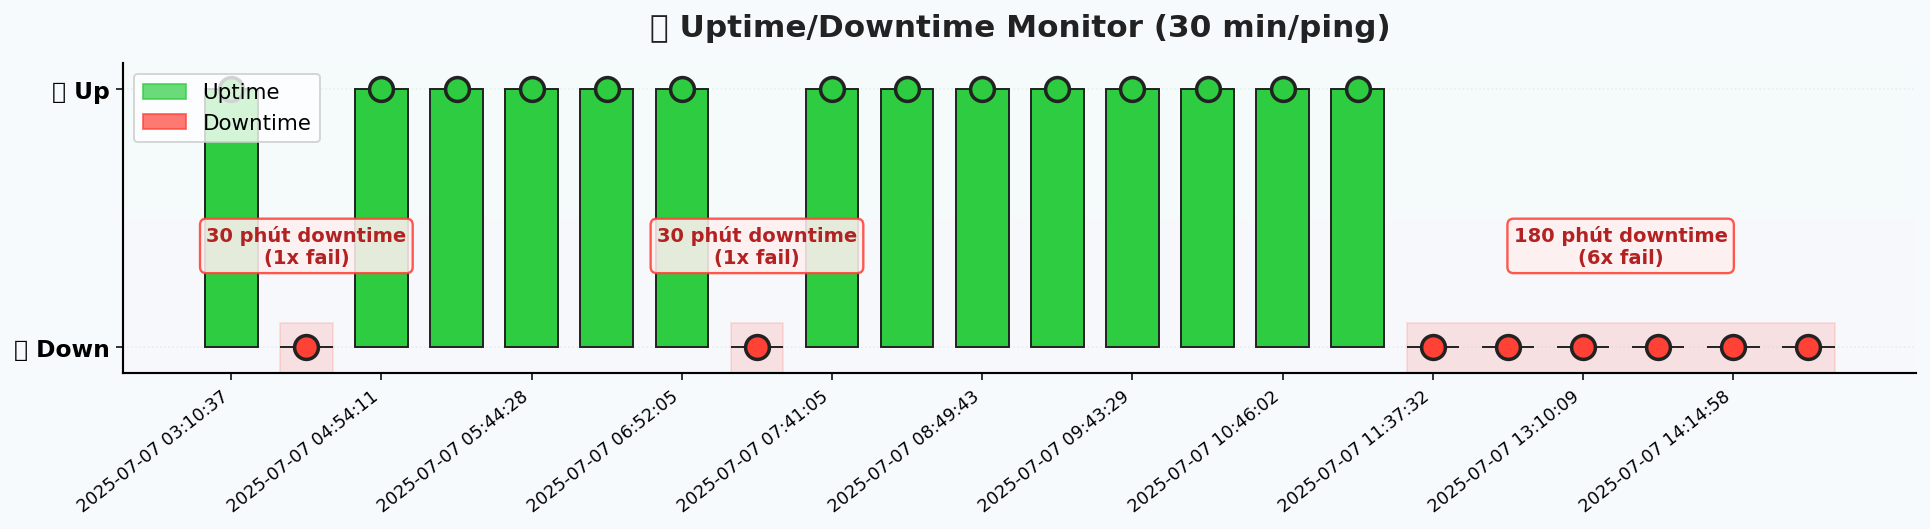 Uptime/Downtime Monitor (30 min/ping)
Up
Uptime
Downtime
30 phút downtime
(1x fail)
30 phút downtime
(1x fail)
180 phút downtime
(6x fail)
Down
2025-07-07 03:10:37
2025-07-07 04:54:11
2025-07-07 05:44:28
2025-07-07 06:52:05
2025-07-07 07:41:05
2025-07-07 08:49:43
2025-07-07 09:43:29
2025-07-07 10:46:02
2025-07-07 11:37:32
2025-07-07 13:10:09
2025-07-07 14:14:58